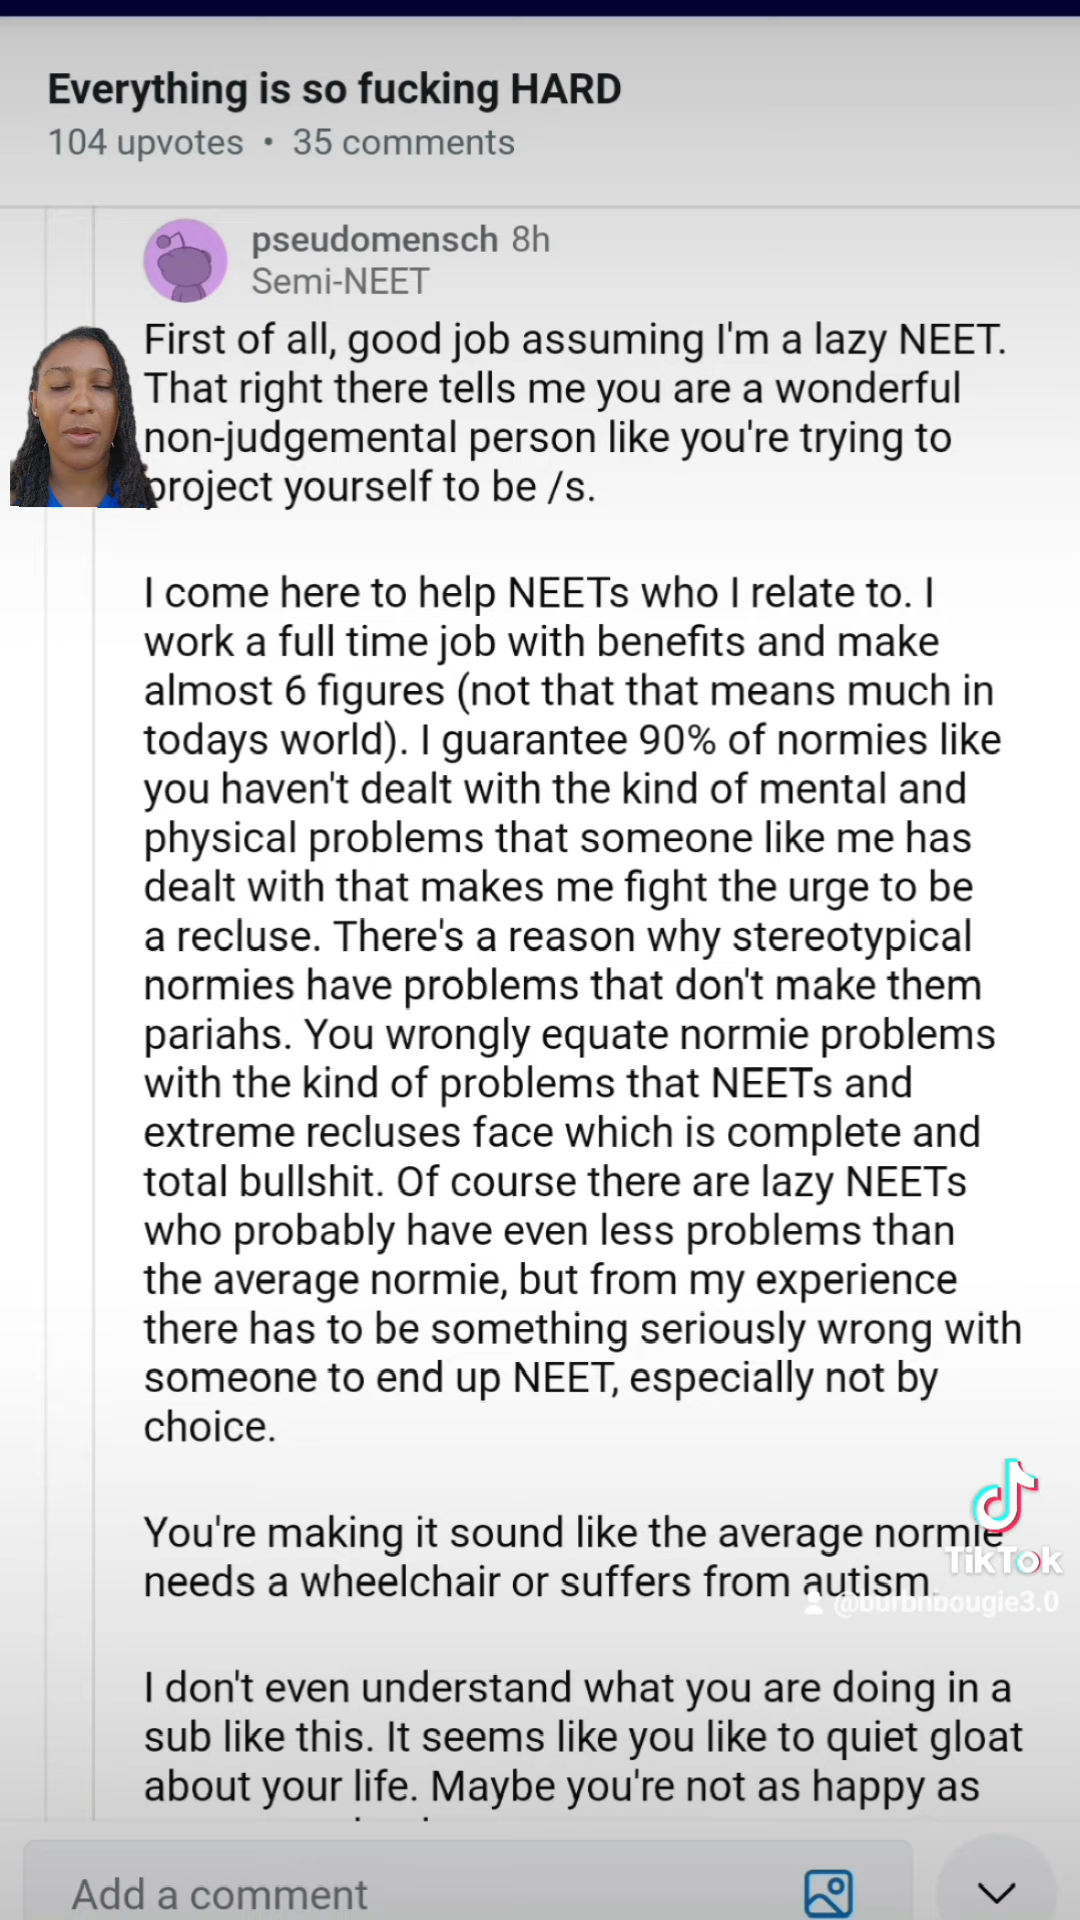 Everything is so fucking HARD
104 upvotes • 35 comments
pseudomensch 8h
Semi-NEET
First of all, good job assuming I'm a lazy NEET.
That right there tells me you are a wonderful
non-judgemental person like you're trying to
project yourself to be /s.
I come here to help NEETs who I relate to. I
work a full time job with benefits and make
almost 6 figures (not that that means much in
todays world). I guarantee 90% of normies like
you haven't dealt with the kind of mental and
physical problems that someone like me has
dealt with that makes me fight the urge to be
a recluse. There's a reason why stereotypical
normies have problems that don't make them
pariahs. You wrongly equate normie problems
with the kind of problems that NEETs and
extreme recluses face which is complete and
total bullshit. Of course there are lazy NEETs
who probably have even less problems than
the average normie, but from my experience
there has to be something seriously wrong with
someone to end up NEET, especially not by
choice.
You're making it sound like the average normie
needs a wheelchair or suffers from autism.
TikTok
@burbnbougie3.0
I don't even understand what you are doing in a
sub like this. It seems like you like to quiet gloat
about your life. Maybe you're not as happy as
Add a comment